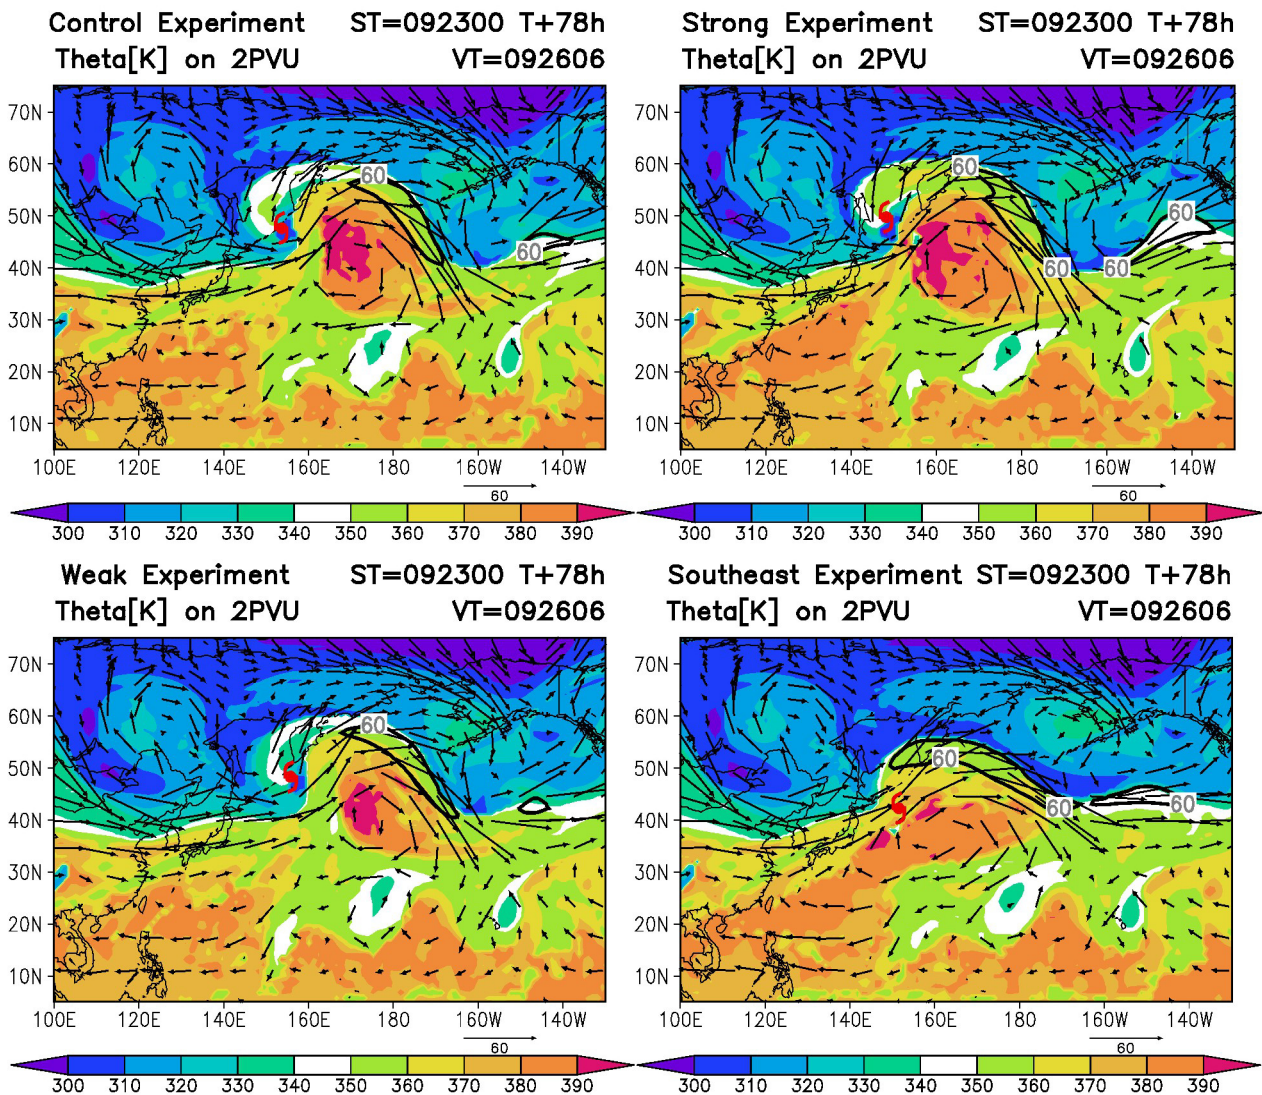 Control Experiment ST=092300 T+78h
Theta[K] on 2PVU VT=092606
70N
60N
50N
40N
30N
20N
10N
60
60
100E 120E 140E 160E 180 160W 140W
60
300 310 320 330 340 350 360 370 380 390
Strong Experiment ST=092300 T+78h
Theta[K] on 2PVU VT=092606
70N
60N
50N
40N
30N
20N
10N
60
60
60
60
100E 120E 140E 160E 180 160W 140W
60
300 310 320 330 340 350 360 370 380 390
Weak Experiment ST=092300 T+78h
Theta[K] on 2PVU VT=092606
70N
60N
50N
40N
30N
20N
10N
60
100E 120E 140E 160E 180 160W 140W
60
300 310 320 330 340 350 360 370 380 390
Southeast Experiment ST=092300 T+78h
Theta[K] on 2PVU VT=092606
70N
60N
50N
40N
30N
20N
10N
60
60
60
100E 120E 140E 160E 180 160W 140W
60
300 310 320 330 340 350 360 370 380 390